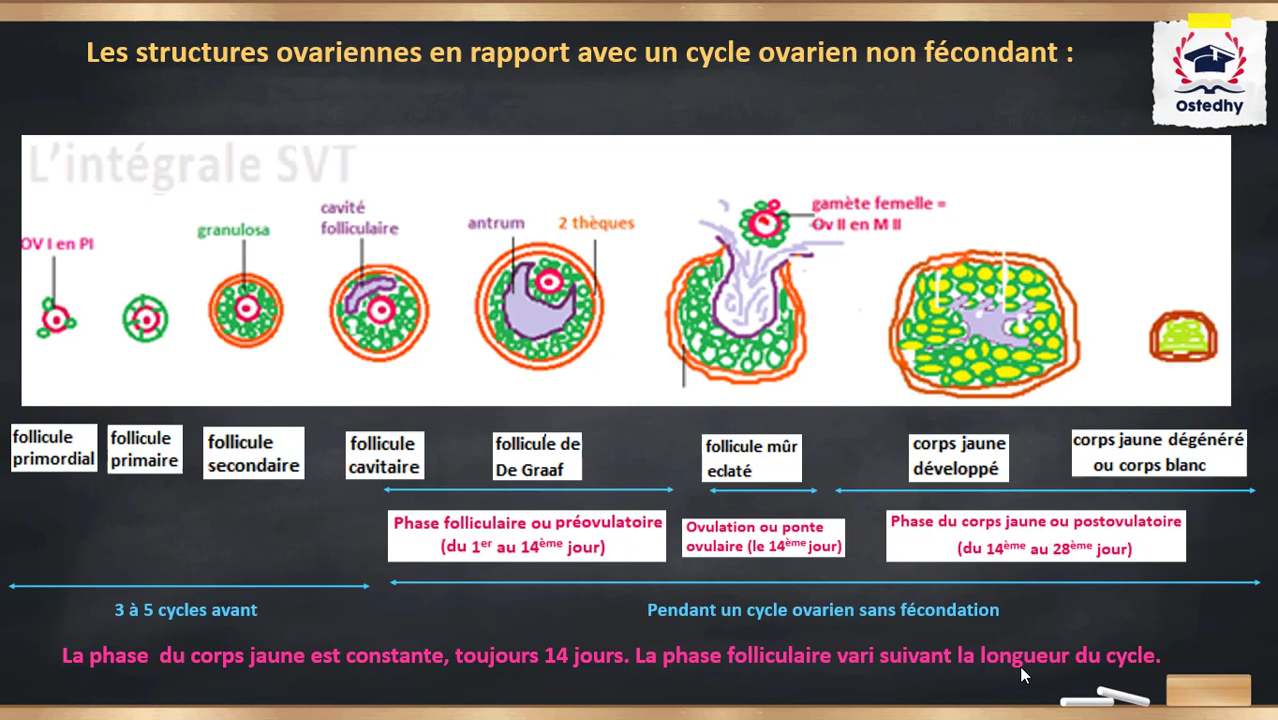 Les structures ovariennes en rapport avec un cycle ovarien non fécondant :
Ostedhy
L'intégrale SVT
OV I en PI
granulosa
cavité
folliculaire
antrum
2 thèques
gamète femelle =
Ov II en M II
follicule
primordial
follicule
primaire
follicule
secondaire
follicule
cavitaire
follicule de
De Graaf
follicule mûr
eclaté
corps jaune
développé
corps jaune dégénéré
ou corps blanc
Phase folliculaire ou préovulatoire
(du 1er au 14ème jour)
Ovulation ou ponte
ovulaire (le 14ème jour)
Phase du corps jaune ou postovulatoire
(du 14ème au 28ème jour)
3 à 5 cycles avant
Pendant un cycle ovarien sans fécondation
La phase du corps jaune est constante, toujours 14 jours. La phase folliculaire vari suivant la longueur du cycle.